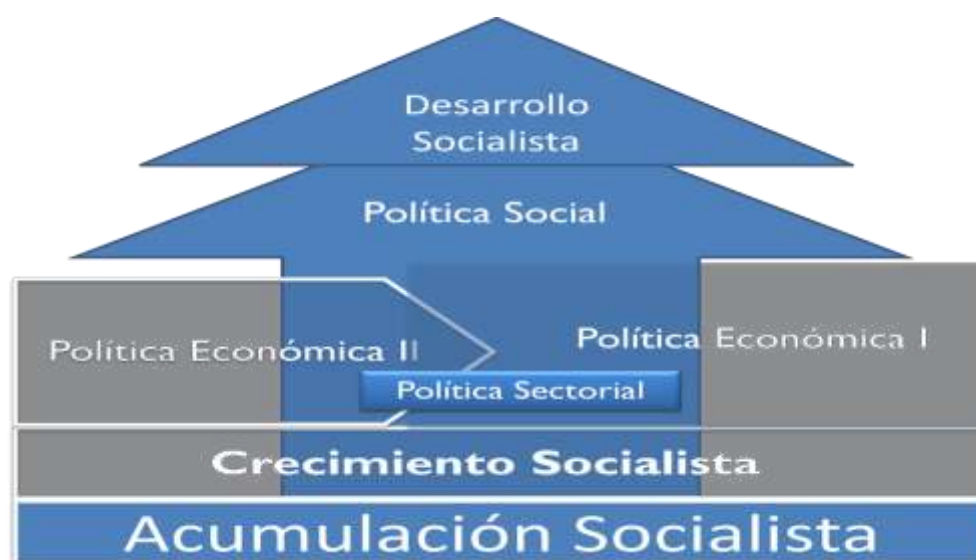 Desarrollo
Socialista
Política Social
Política Económica II
Política Económica I
Política Sectorial
Crecimiento Socialista
Acumulación Socialista